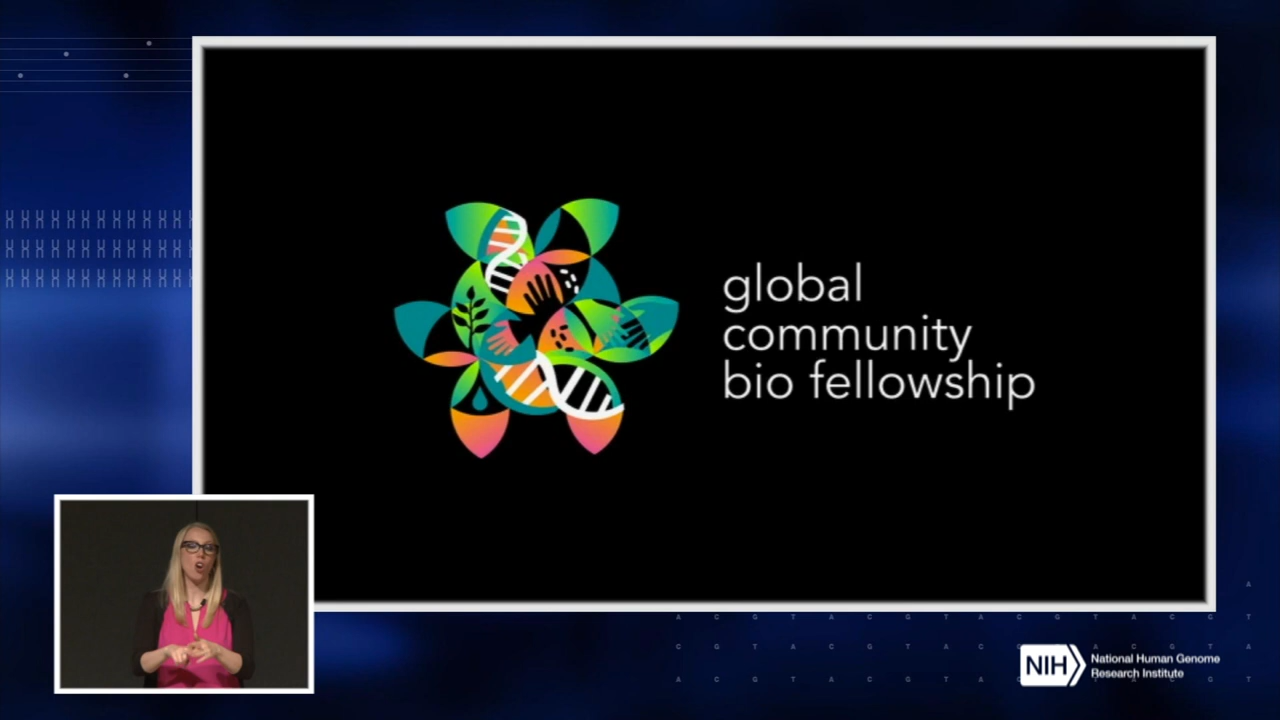 global
community
bio fellowship
A
A C G T A C G T A C G T A C G T A C G T
C G T A C G T A C G T A
A C G T A C G T A C G T
NIH National Human Genome
Research Institute